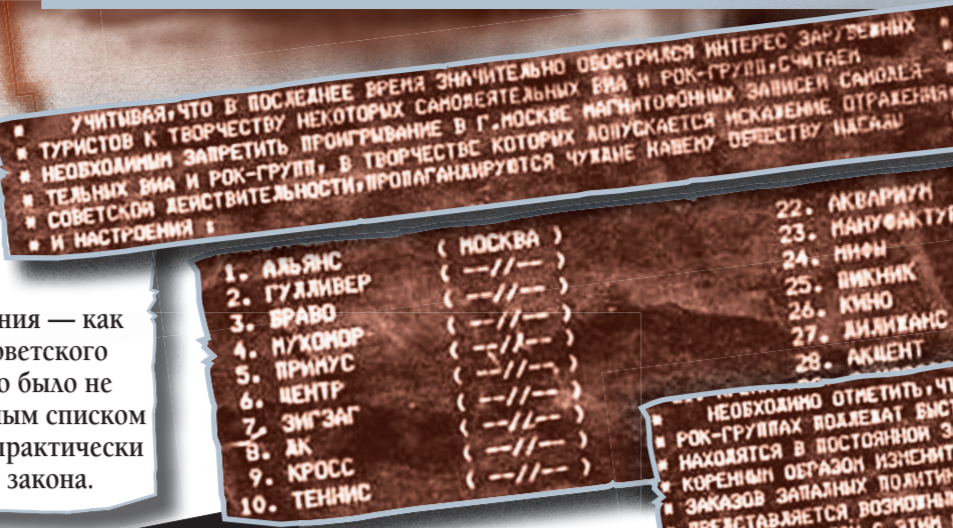 * УЧИТЫВАЯ,ЧТО В ПОСЛЕДНЕЕ ВРЕМЯ ЗНАЧИТЕЛЬНО ОБОСТРИЛСЯ ИНТЕРЕС ЗАРУБЕЖНЫХ *
* ТУРИСТОВ К ТВОРЧЕСТВУ НЕКОТОРЫХ САМОДЕЯТЕЛЬНЫХ ВИА И РОК-ГРУПП,СЧИТАЕМ *
* НЕОБХОДИМЫМ ЗАПРЕТИТЬ ПРОИГРЫВАНИЕ В Г.МОСКВЕ МАГНИТОФОННЫХ ЗАПИСЕЙ САМОДЕЯ- *
* ТЕЛЬНЫХ ВИА И РОК-ГРУПП, В ТВОРЧЕСТВЕ КОТОРЫХ ДОПУСКАЕТСЯ ИСКАЖЕНИЕ ОТРАЖЕНИЯ *
* СОВЕТСКОЙ ДЕЙСТВИТЕЛЬНОСТИ,ПРОПАГАНДИРУЮТСЯ ЧУЖДЫЕ НАШЕМУ ОБЩЕСТВУ ИДЕАЛЫ
* И НАСТРОЕНИЯ :
ния — как
оветского
о было не
ным списком
практически
закона.
1. АЛЬЯНС ( МОСКВА )
2. ГУЛЛИВЕР ( --//-- )
3. БРАВО ( --//-- )
4. МУХОМОР ( --//-- )
5. ПРИМУС ( --//-- )
6. ЦЕНТР ( --//-- )
7. ЗИГЗАГ ( --//-- )
8. ДК ( --//-- )
9. КРОСС ( --//-- )
10. ТЕННИС
22. АКВАРИУМ
23. МАНУФАКТУР
24. МИФЫ
25. ПИКНИК
26. КИНО
27. ДИЛИЖАНС
28. АКЦЕНТ
НЕОБХОДИМО ОТМЕТИТЬ,ЧТ
* РОК-ГРУППАХ ПОДЛЕЖАТ БЫСТ
* НАХОДЯТСЯ В ПОСТОЯННОЙ З
* КОРЕННЫМ ОБРАЗОМ ИЗМЕНИТ
* ЗАКАЗОВ ЗАПАДНЫХ ПОЛИТИ
* ПРЕДСТАВЛЯЕТСЯ ВОЗМОЖНЫМ